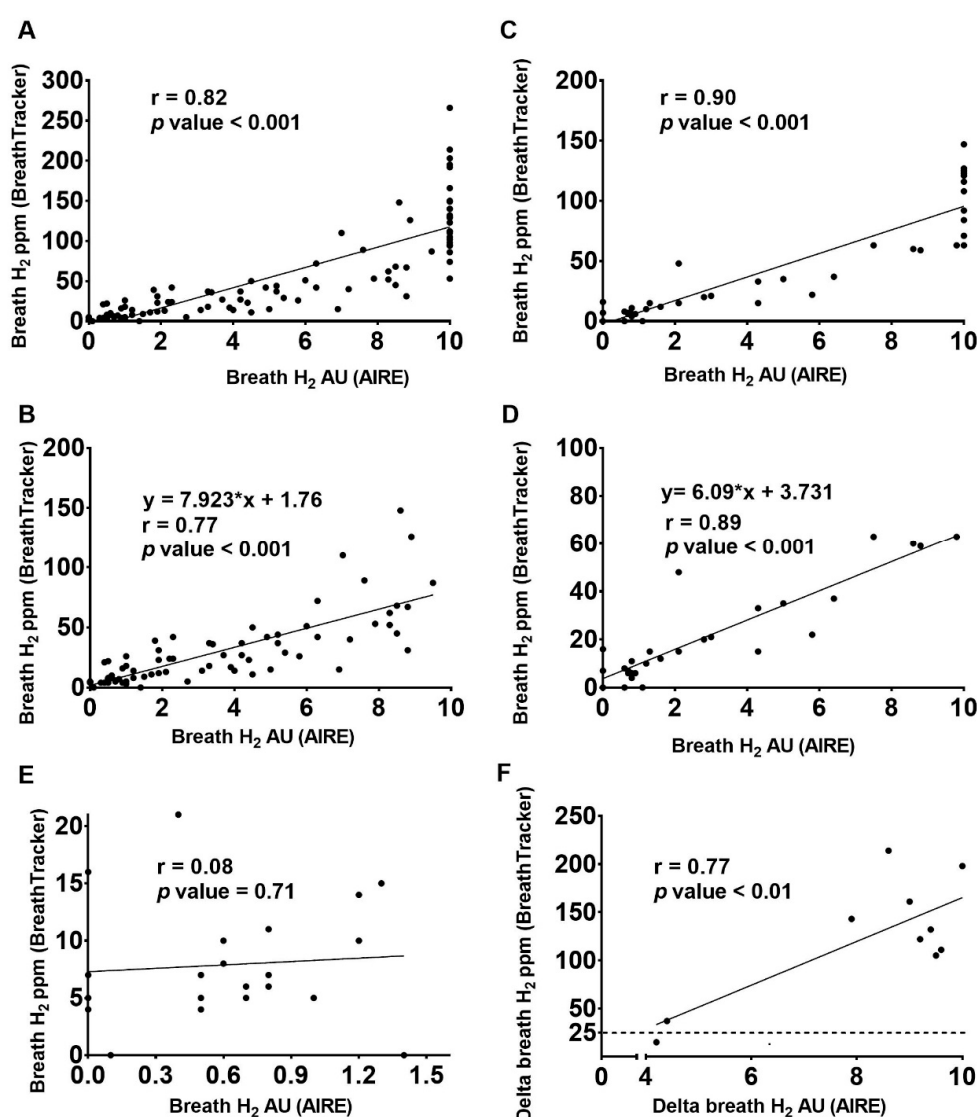 A
Breath H2 ppm (BreathTracker)
300
250
200
150
100
50
0
r = 0.82
p value < 0.001
0 2 4 6 8 10
Breath H2 AU (AIRE)
C
Breath H2 ppm (BreathTracker)
200
150
100
50
0
r = 0.90
p value < 0.001
0 2 4 6 8 10
Breath H2 AU (AIRE)
B
Breath H2 ppm (BreathTracker)
200
150
100
50
0
y = 7.923*x + 1.76
r = 0.77
p value < 0.001
0 2 4 6 8 10
Breath H2 AU (AIRE)
D
Breath H2 ppm (BreathTracker)
100
80
60
40
20
0
y= 6.09*x + 3.731
r = 0.89
p value < 0.001
0 2 4 6 8 10
Breath H2 AU (AIRE)
E
Breath H2 ppm (BreathTracker)
20
15
10
5
0
r = 0.08
p value = 0.71
0.0 0.3 0.6 0.9 1.2 1.5
Breath H2 AU (AIRE)
F
Delta breath H2 ppm (BreathTracker)
250
200
150
100
50
25
r = 0.77
p value < 0.01
0 4 6 8 10
Delta breath H2 AU (AIRE)